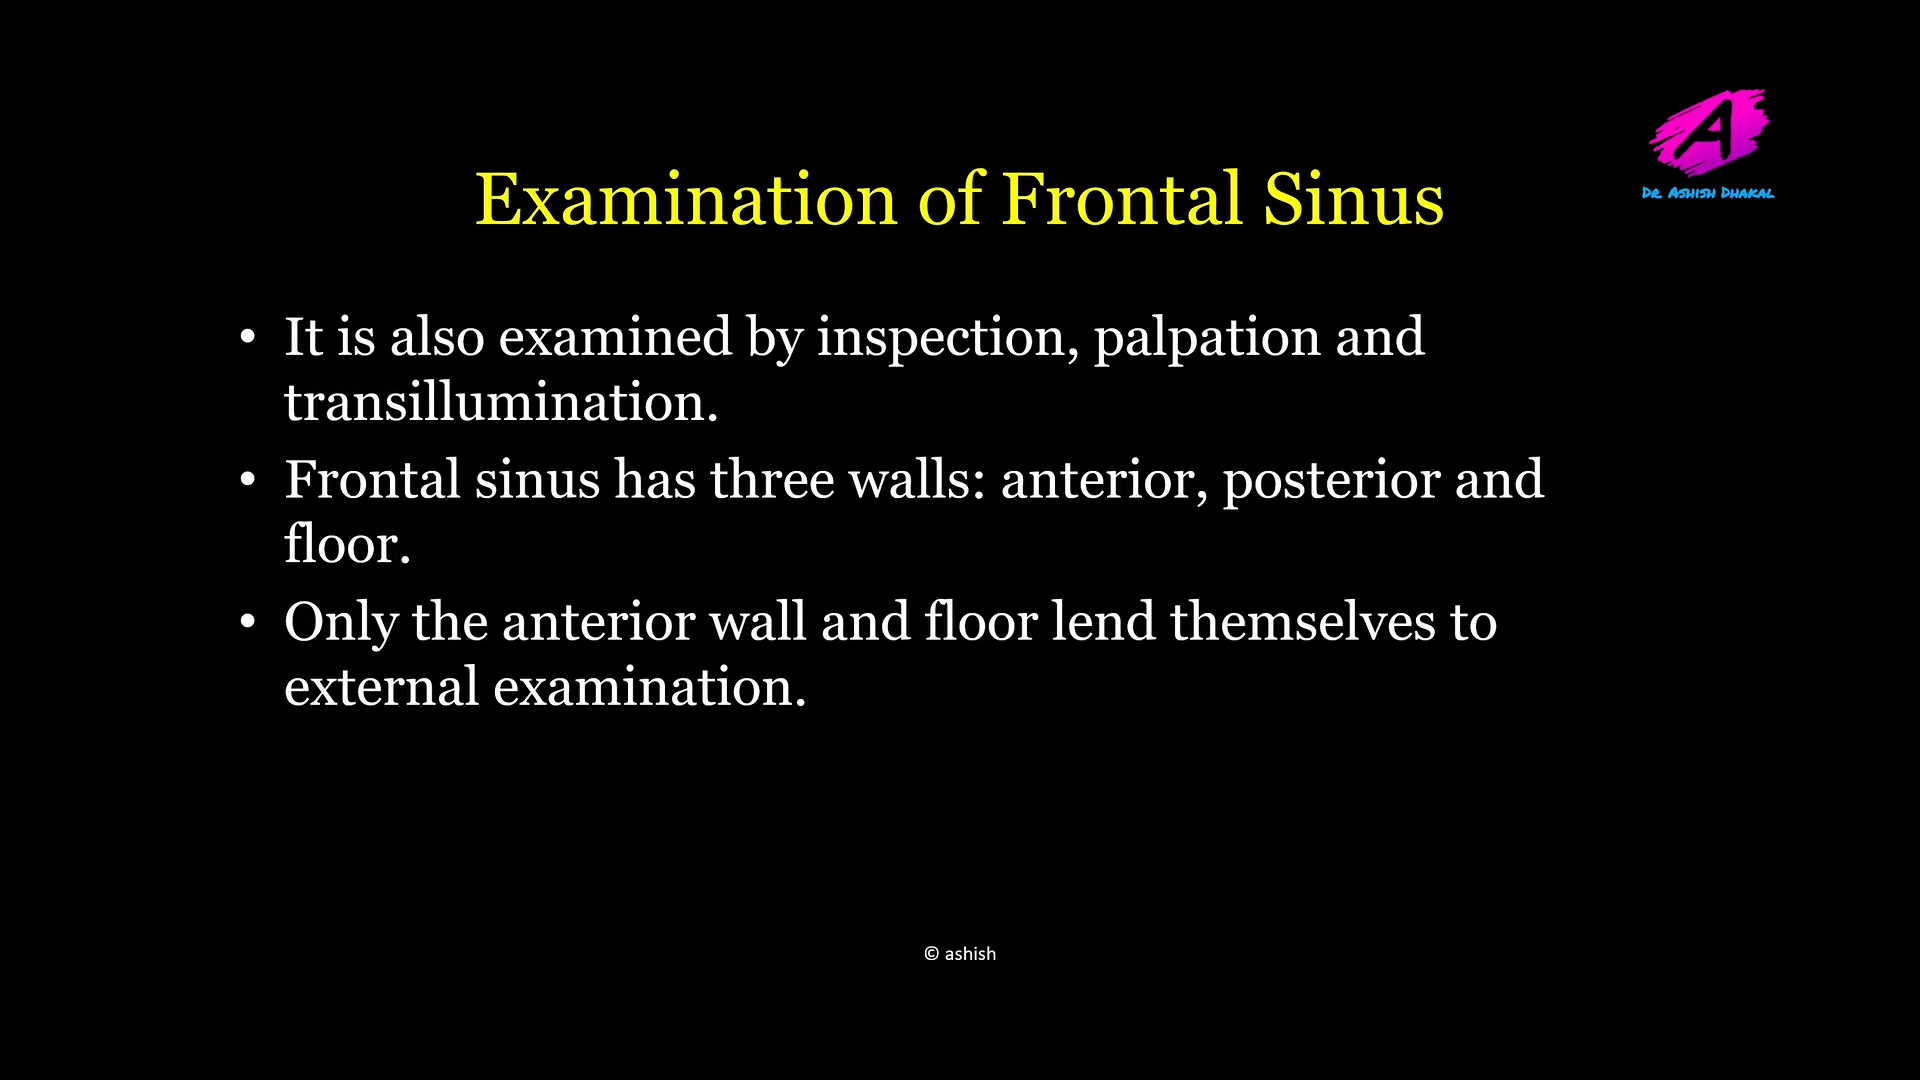 A
Dr. Ashish Dhakal
Examination of Frontal Sinus
• It is also examined by inspection, palpation and
transillumination.
• Frontal sinus has three walls: anterior, posterior and
floor.
• Only the anterior wall and floor lend themselves to
external examination.
© ashish